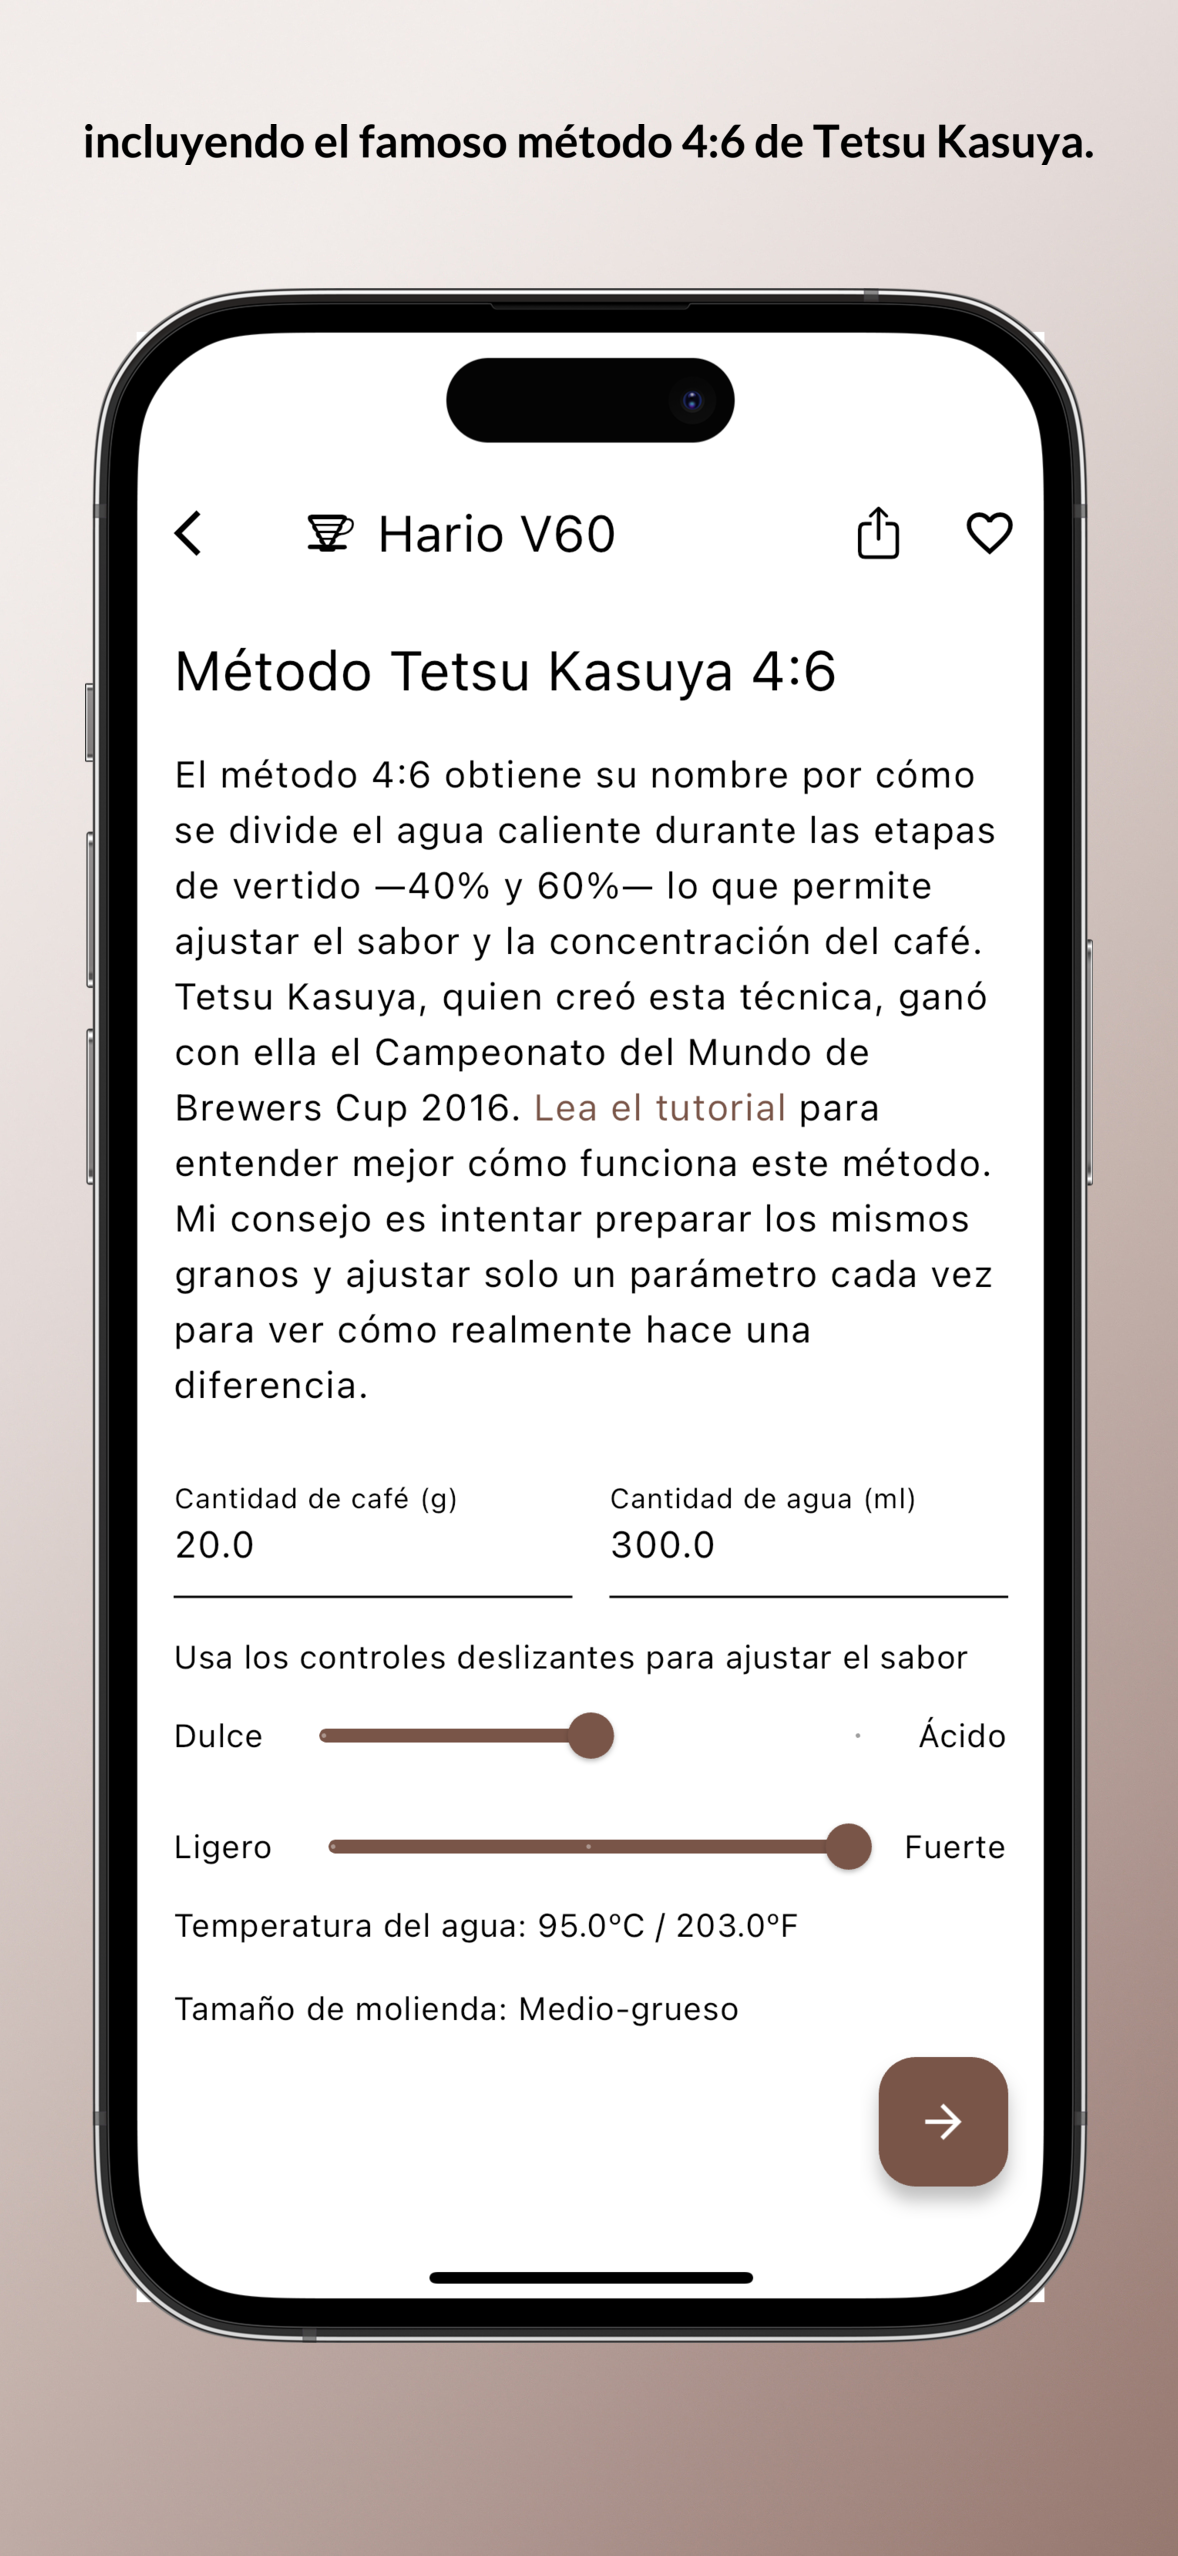 incluyendo el famoso método 4:6 de Tetsu Kasuya.
Hario V60
Método Tetsu Kasuya 4:6
El método 4:6 obtiene su nombre por cómo
se divide el agua caliente durante las etapas
de vertido —40% y 60%— lo que permite
ajustar el sabor y la concentración del café.
Tetsu Kasuya, quien creó esta técnica, ganó
con ella el Campeonato del Mundo de
Brewers Cup 2016. Lea el tutorial para
entender mejor cómo funciona este método.
Mi consejo es intentar preparar los mismos
granos y ajustar solo un parámetro cada vez
para ver cómo realmente hace una
diferencia.
Cantidad de café (g) Cantidad de agua (ml)
20.0 300.0
Usa los controles deslizantes para ajustar el sabor
Dulce Ácido
Ligero Fuerte
Temperatura del agua: 95.0ºC / 203.0ºF
Tamaño de molienda: Medio-grueso